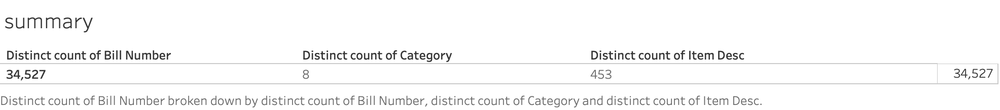 summary
Distinct count of Bill Number Distinct count of Category Distinct count of Item Desc
34,527 8 453 34,527
Distinct count of Bill Number broken down by distinct count of Bill Number, distinct count of Category and distinct count of Item Desc.